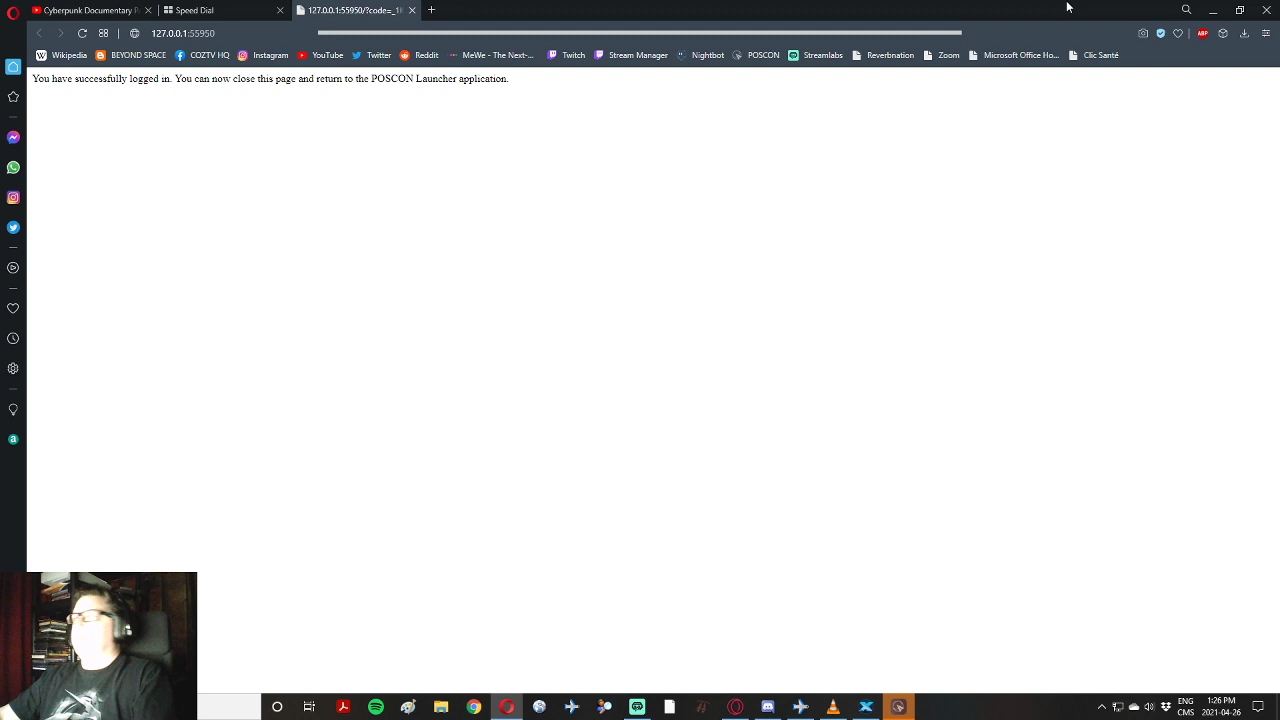 Cyberpunk Documentary P
Speed Dial
127.0.0.1:55950/?code=_1
127.0.0.1:55950
ABP
Wikipedia
BEYOND SPACE
COZTV HQ
Instagram
YouTube
Twitter
Reddit
MeWe - The Next-...
Twitch
Stream Manager
Nightbot
POSCON
Streamlabs
Reverbnation
Zoom
Microsoft Office Ho...
Clic Santé
You have successfully logged in. You can now close this page and return to the POSCON Launcher application.
ENG
CMS
1:26 PM
2021-04-26